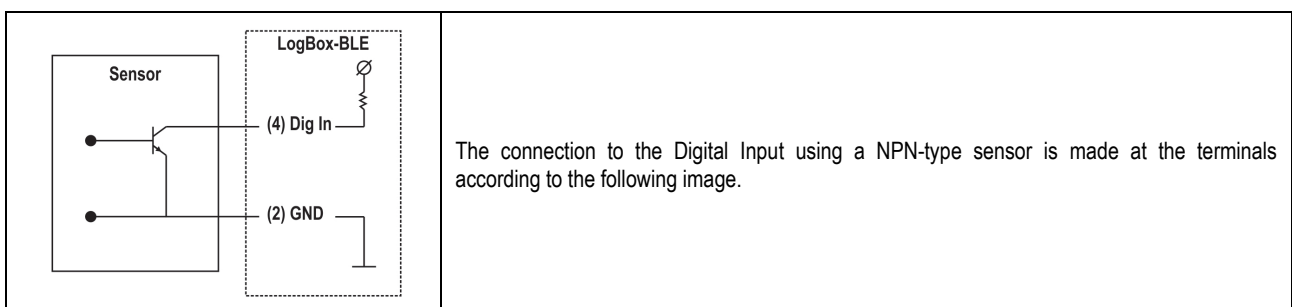 LogBox-BLE
Sensor
(4) Dig In
(2) GND
The connection to the Digital Input using a NPN-type sensor is made at the terminals
according to the following image.